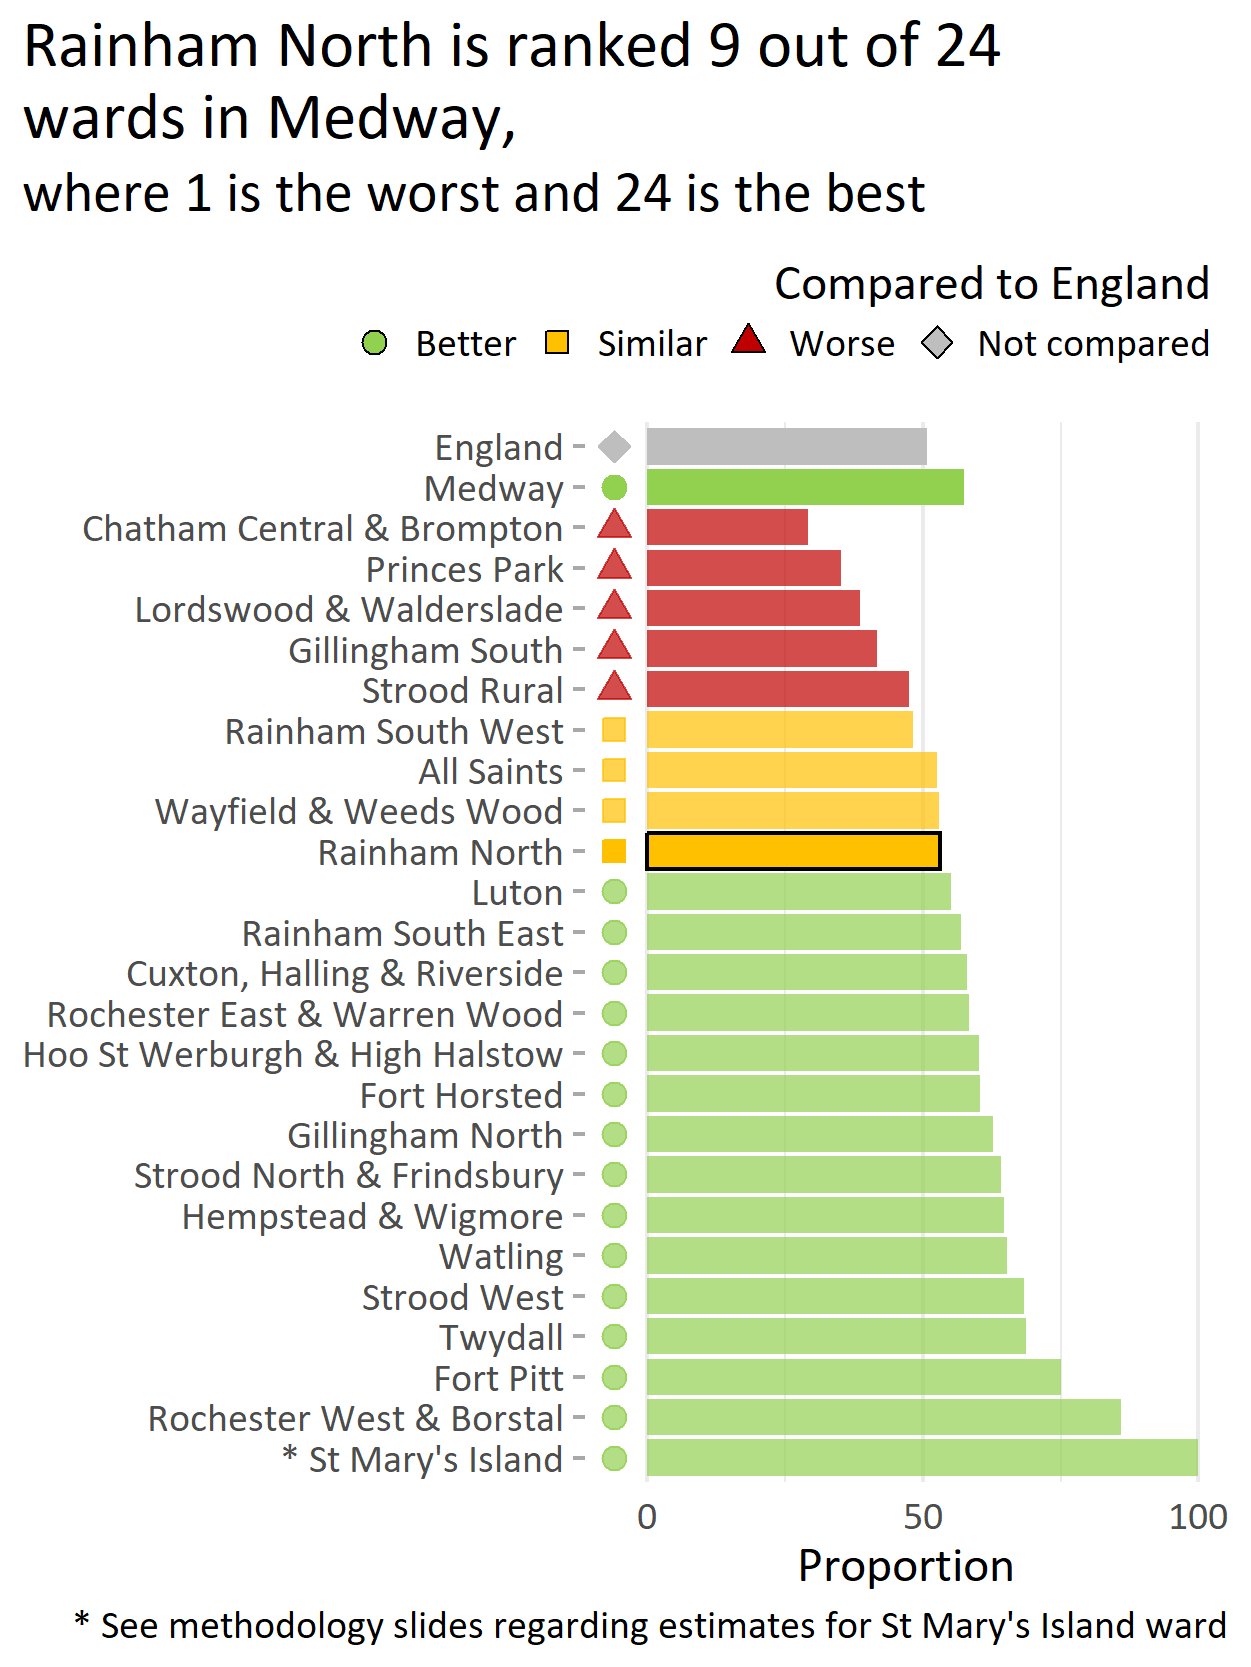 Rainham North is ranked 9 out of 24
wards in Medway,
where 1 is the worst and 24 is the best
Compared to England
Better Similar Worse Not compared
England
Medway
Chatham Central & Brompton
Princes Park
Lordswood & Walderslade
Gillingham South
Strood Rural
Rainham South West
All Saints
Wayfield & Weeds Wood
Rainham North
Luton
Rainham South East
Cuxton, Halling & Riverside
Rochester East & Warren Wood
Hoo St Werburgh & High Halstow
Fort Horsted
Gillingham North
Strood North & Frindsbury
Hempstead & Wigmore
Watling
Strood West
Twydall
Fort Pitt
Rochester West & Borstal
* St Mary's Island
0 50 100
Proportion
* See methodology slides regarding estimates for St Mary's Island ward